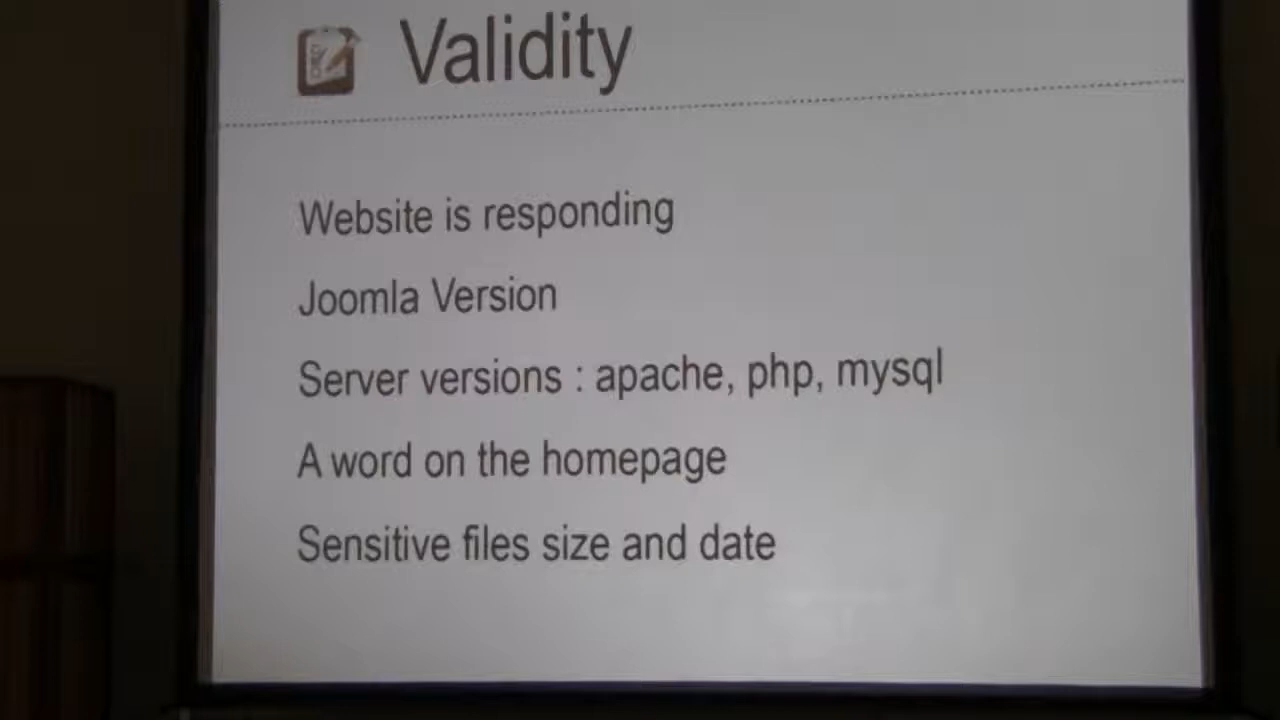 Validity
Website is responding
Joomla Version
Server versions : apache, php, mysql
A word on the homepage
Sensitive files size and date